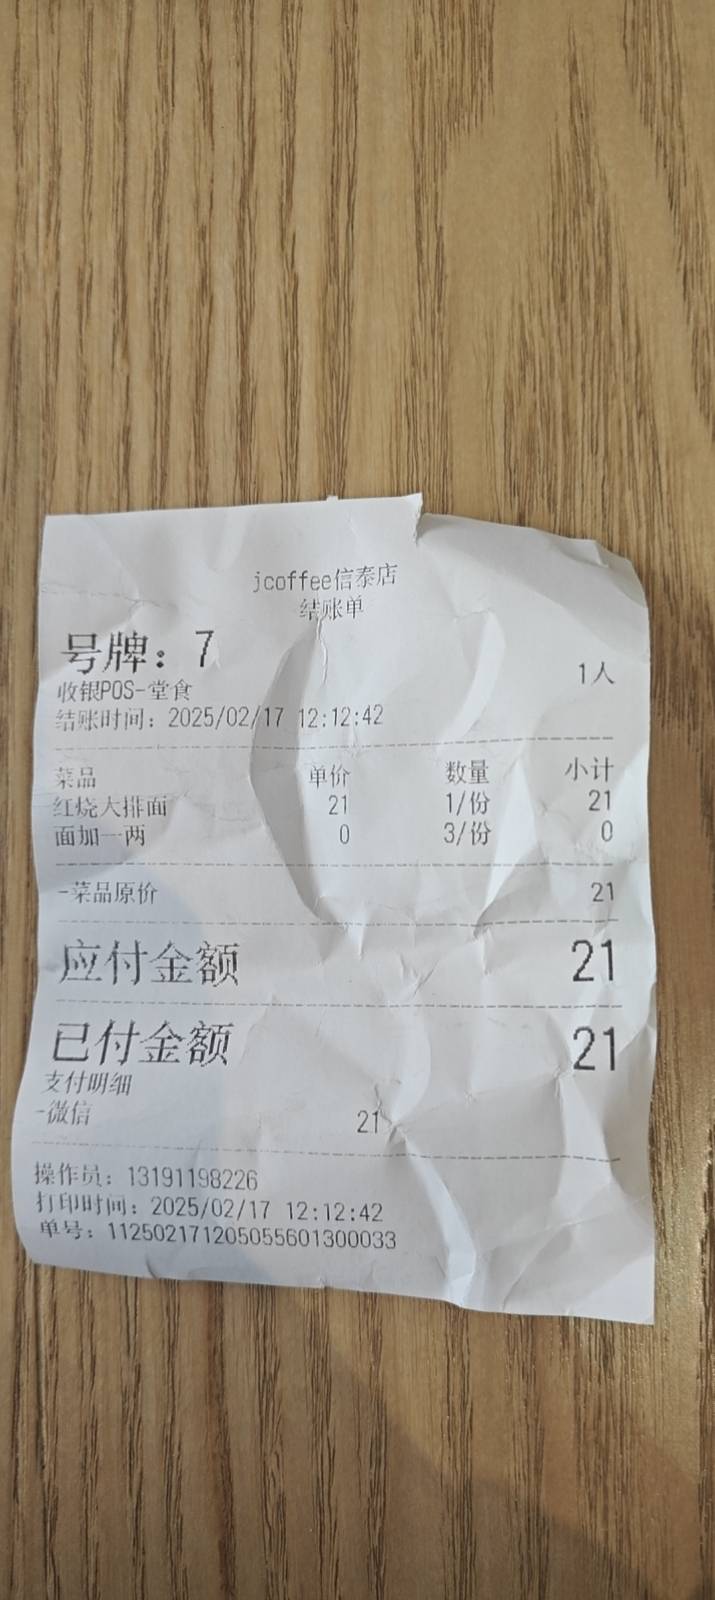 jcoffee信泰店
结账单
号牌：7
1人
收银POS-堂食
结账时间：2025/02/17 12:12:42
菜品 单价 数量 小计
红烧大排面 21 1/份 21
面加一两 0 3/份 0
-菜品原价 21
应付金额 21
已付金额 21
支付明细
-微信 21
操作员：13191198226
打印时间：2025/02/17 12:12:42
单号：11250217120505560130​0033